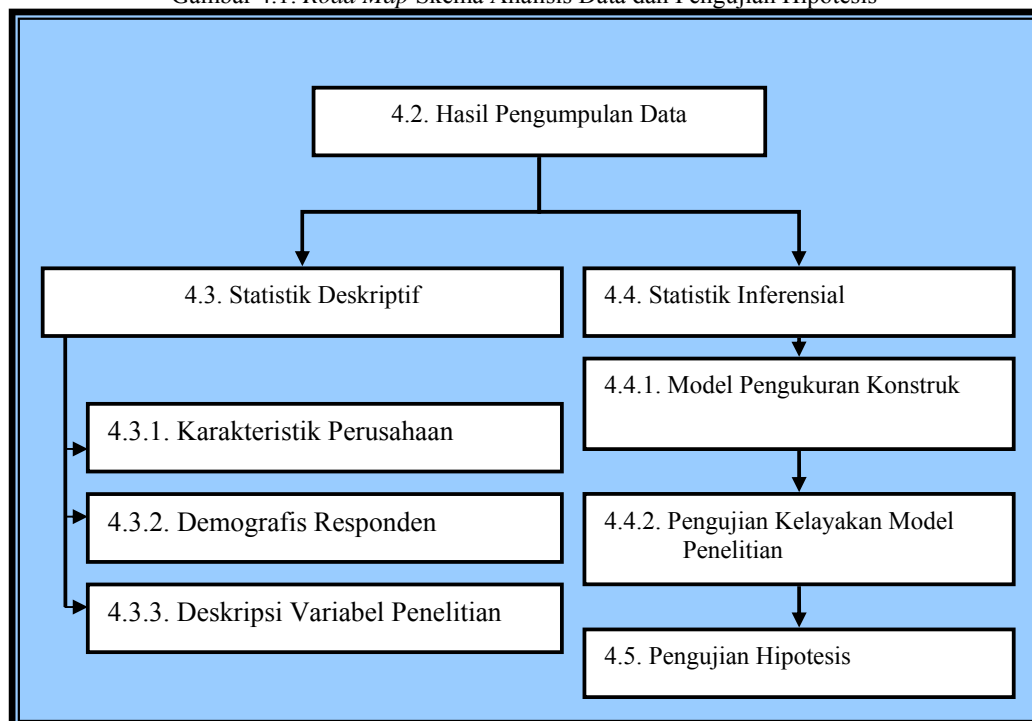 Gambar 4.1. Road Map Skema Analisis Data dan Pengujian Hipotesis
4.2. Hasil Pengumpulan Data
4.3. Statistik Deskriptif
4.3.1. Karakteristik Perusahaan
4.3.2. Demografis Responden
4.3.3. Deskripsi Variabel Penelitian
4.4. Statistik Inferensial
4.4.1. Model Pengukuran Konstruk
4.4.2. Pengujian Kelayakan Model
Penelitian
4.5. Pengujian Hipotesis